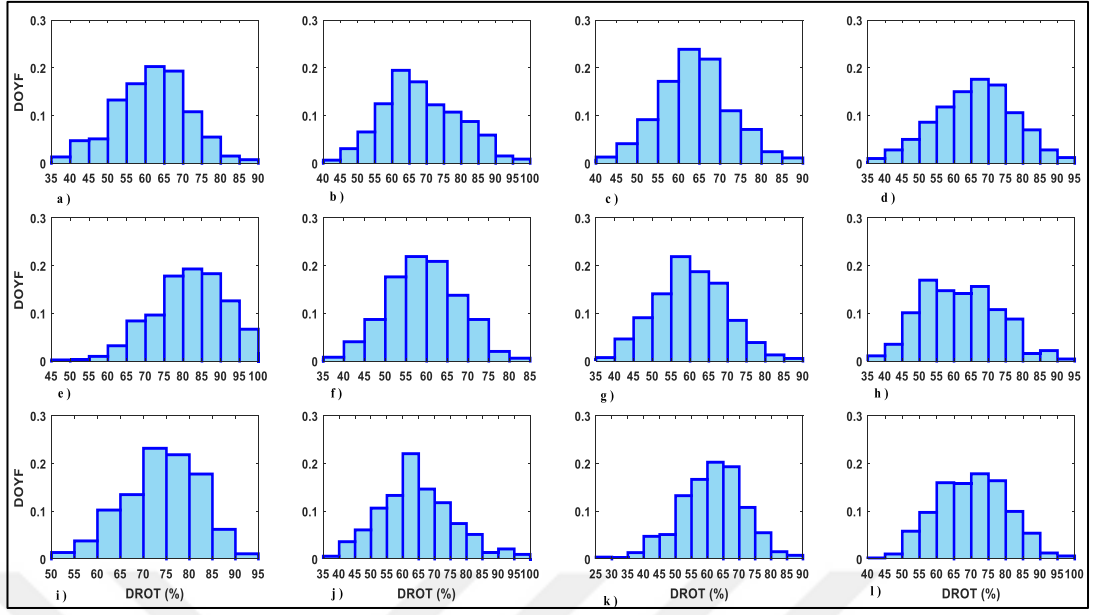 0.3 0.3 0.3 0.3
0.2 0.2 0.2 0.2
DOYF
0.1 0.1 0.1 0.1
0 0 0 0
35 40 45 50 55 60 65 70 75 80 85 90 40 45 50 55 60 65 70 75 80 85 90 95 100 40 45 50 55 60 65 70 75 80 85 90 40 45 50 55 60 65 70 75 80 85 90 95
a ) b ) c ) d )
0.3 0.3 0.3 0.3
0.2 0.2 0.2 0.2
DOYF
0.1 0.1 0.1 0.1
0 0 0 0
45 50 55 60 65 70 75 80 85 90 95 100 35 40 45 50 55 60 65 70 75 80 85 35 40 45 50 55 60 65 70 75 80 85 90 35 40 45 50 55 60 65 70 75 80 85 90 95
e ) f ) g ) h )
0.3 0.3 0.3 0.3
0.2 0.2 0.2 0.2
DOYF
0.1 0.1 0.1 0.1
0 0 0 0
50 55 60 65 70 75 80 85 90 95 35 40 45 50 55 60 65 70 75 80 85 90 95 100 25 30 35 40 45 50 55 60 65 70 75 80 85 90 40 45 50 55 60 65 70 75 80 85 90 95 100
i ) DROT (%) j ) DROT (%) k ) DROT (%) l ) DROT (%)